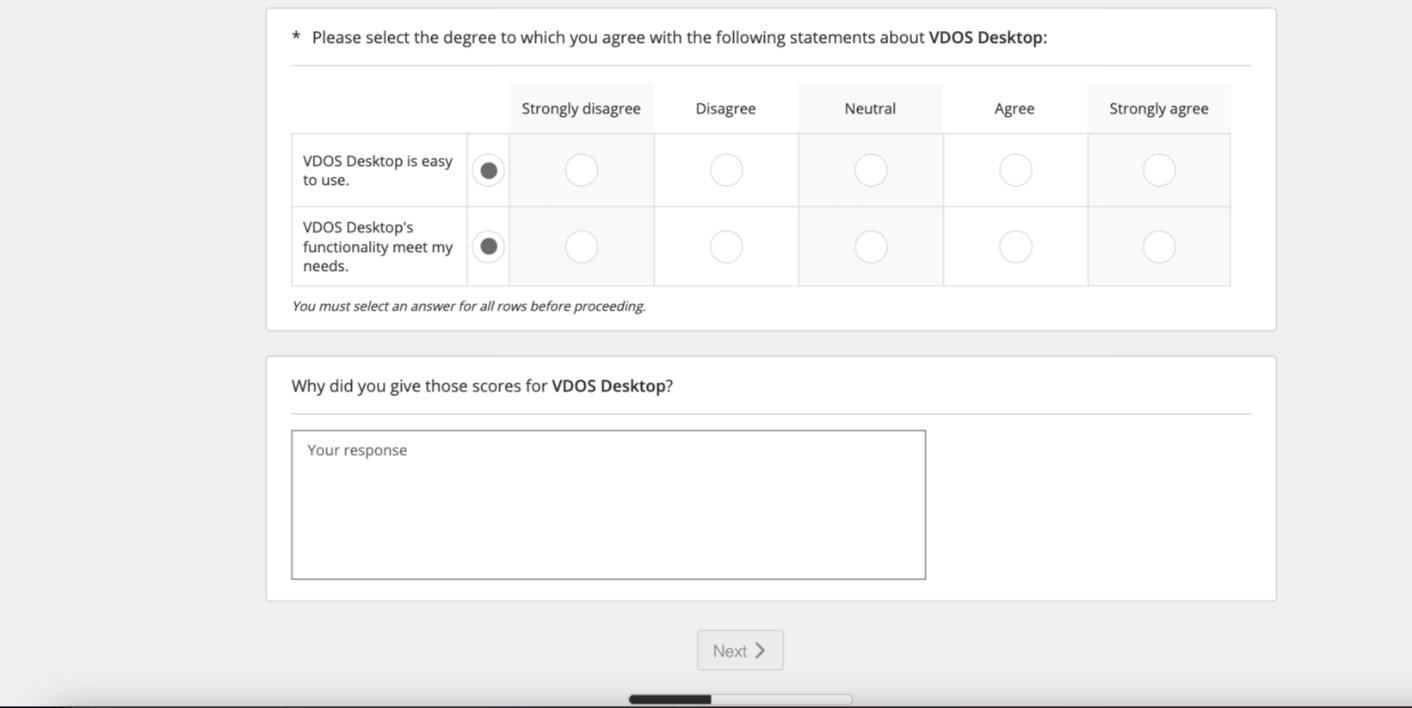 * Please select the degree to which you agree with the following statements about VDOS Desktop:
Strongly disagree Disagree Neutral Agree Strongly agree
VDOS Desktop is easy
to use.
VDOS Desktop's
functionality meet my
needs.
You must select an answer for all rows before proceeding.
Why did you give those scores for VDOS Desktop?
Your response
Next